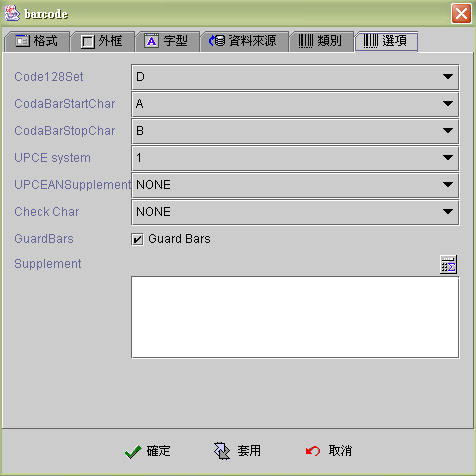 barcode
格式 外框 字型 資料來源 類別 選項
Code128Set D
CodaBarStartChar A
CodaBarStopChar B
UPCE system 1
UPCEANSupplement NONE
Check Char NONE
GuardBars Guard Bars
Supplement
確定 套用 取消